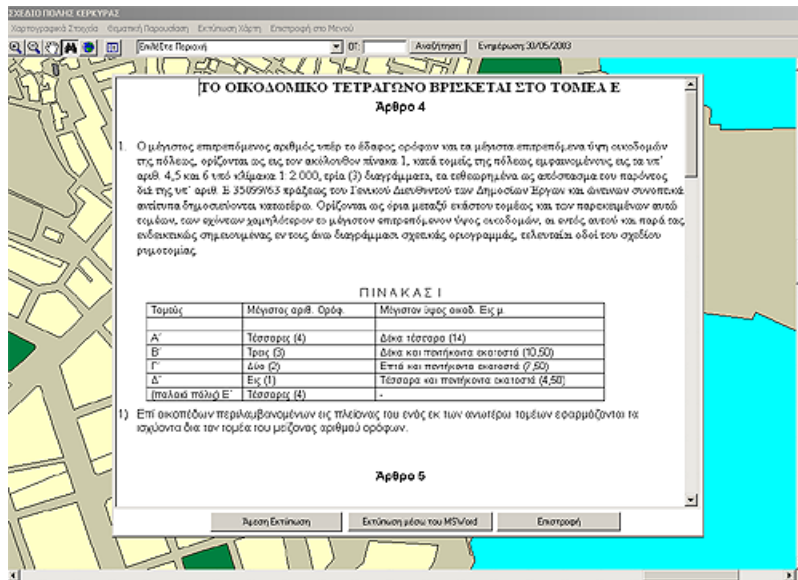 ΣΧΕΔΙΟ ΠΟΛΗΣ ΚΕΡΚΥΡΑΣ
Χαρτογραφικά Στοιχεία Θεματική Παρουσίαση Εκτύπωση Χάρτη Επιστροφή στο Μενού
Επιλέξτε Περιοχή ΟΤ: Αναζήτηση Ενημέρωση: 30/05/2003
ΤΟ ΟΙΚΟΔΟΜΙΚΟ ΤΕΤΡΑΓΩΝΟ ΒΡΙΣΚΕΤΑΙ ΣΤΟ ΤΟΜΕΑ Ε
Άρθρο 4
1. Ο μέγιστος επιτρεπόμενος αριθμός υπέρ το έδαφος ορόφων και τα μέγιστα επιτρεπόμενα ύψη οικοδομών
της πόλεως, ορίζονται ως εις τον ακόλουθον πίνακα 1, κατά τομείς της πόλεως εμφαινομένους εις τα υπ'
αριθ. 4,5 και 6 υπό κλίμακα 1:2.000, τρία (3) διαγράμματα, τα τεθεωρημένα ως απόσπασμα του παρόντος
διά της υπ' αριθ. Ε 35099/63 πράξεως του Γενικού Διευθυντού των Δημοσίων Έργων και ώντινων συνοπτικά
αντίτυπα δημοσιεύονται κατωτέρω. Ορίζονται ως όρια μεταξύ εκάστου τομέως και των παρακειμένων αυτώ
τομέων, των εχόντων χαμηλότερον το μέγιστον επιτρεπόμενον ύψος οικοδομών, αι εντός αυτού και παρά τας
ενδεικτικώς σημειουμένας εν τοις άνω διαγράμμασι σχετικάς οριογραμμάς, τελευταίαι οδοί του σχεδίου
ρυμοτομίας.
ΠΙΝΑΚΑΣ Ι
Τομεύς Μέγιστος αριθ. Ορόφ. Μέγιστον ύψος οικοδ. Εις μ.
Α΄ Τέσσαρες (4) Δέκα τέσσαρα (14)
Β΄ Τρεις (3) Δέκα και πεντήκοντα εκατοστά (10,50)
Γ΄ Δύο (2) Επτά και πεντήκοντα εκατοστά (7,50)
Δ΄ Εις (1) Τέσσαρα και πεντήκοντα εκατοστά (4,50)
(παλαιά πόλις) Ε΄ Τέσσαρες (4) -
1) Επί οικοπέδων περιλαμβανομένων εις πλείονας του ενός εκ των ανωτέρω τομέων εφαρμόζονται τα
ισχύοντα δια τον τομέα του μείζονος αριθμού ορόφων.
Άρθρο 5
Άμεση Εκτύπωση Εκτύπωση μέσω του MSWord Επιστροφή